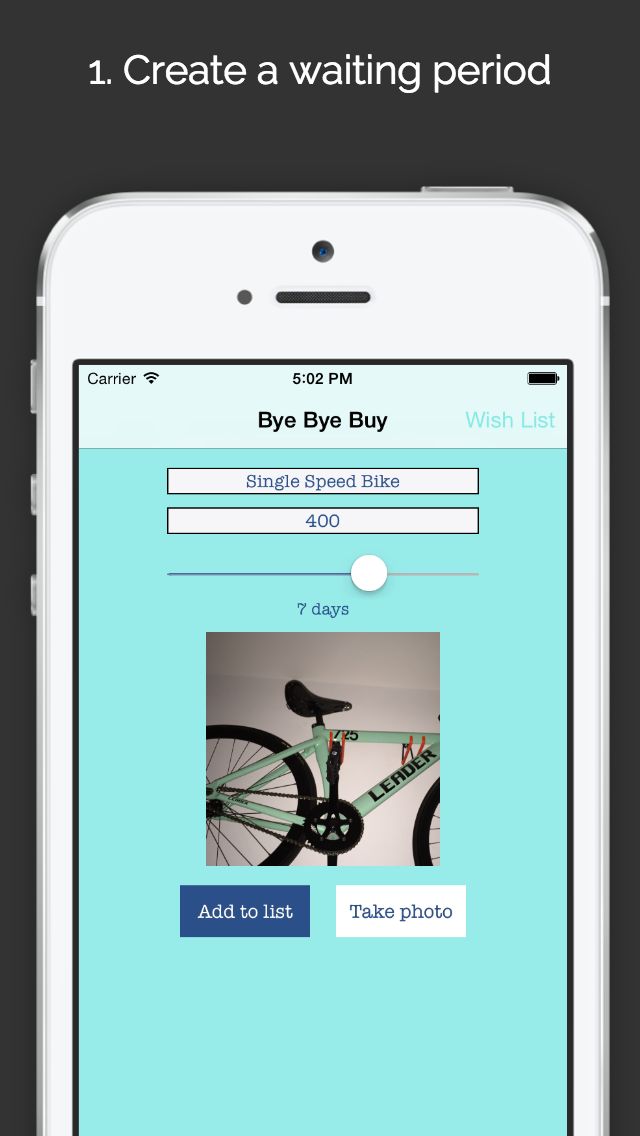 1. Create a waiting period
Carrier 5:02 PM
Bye Bye Buy Wish List
Single Speed Bike
400
7 days
725
LEADER
LEADER
Add to list Take photo